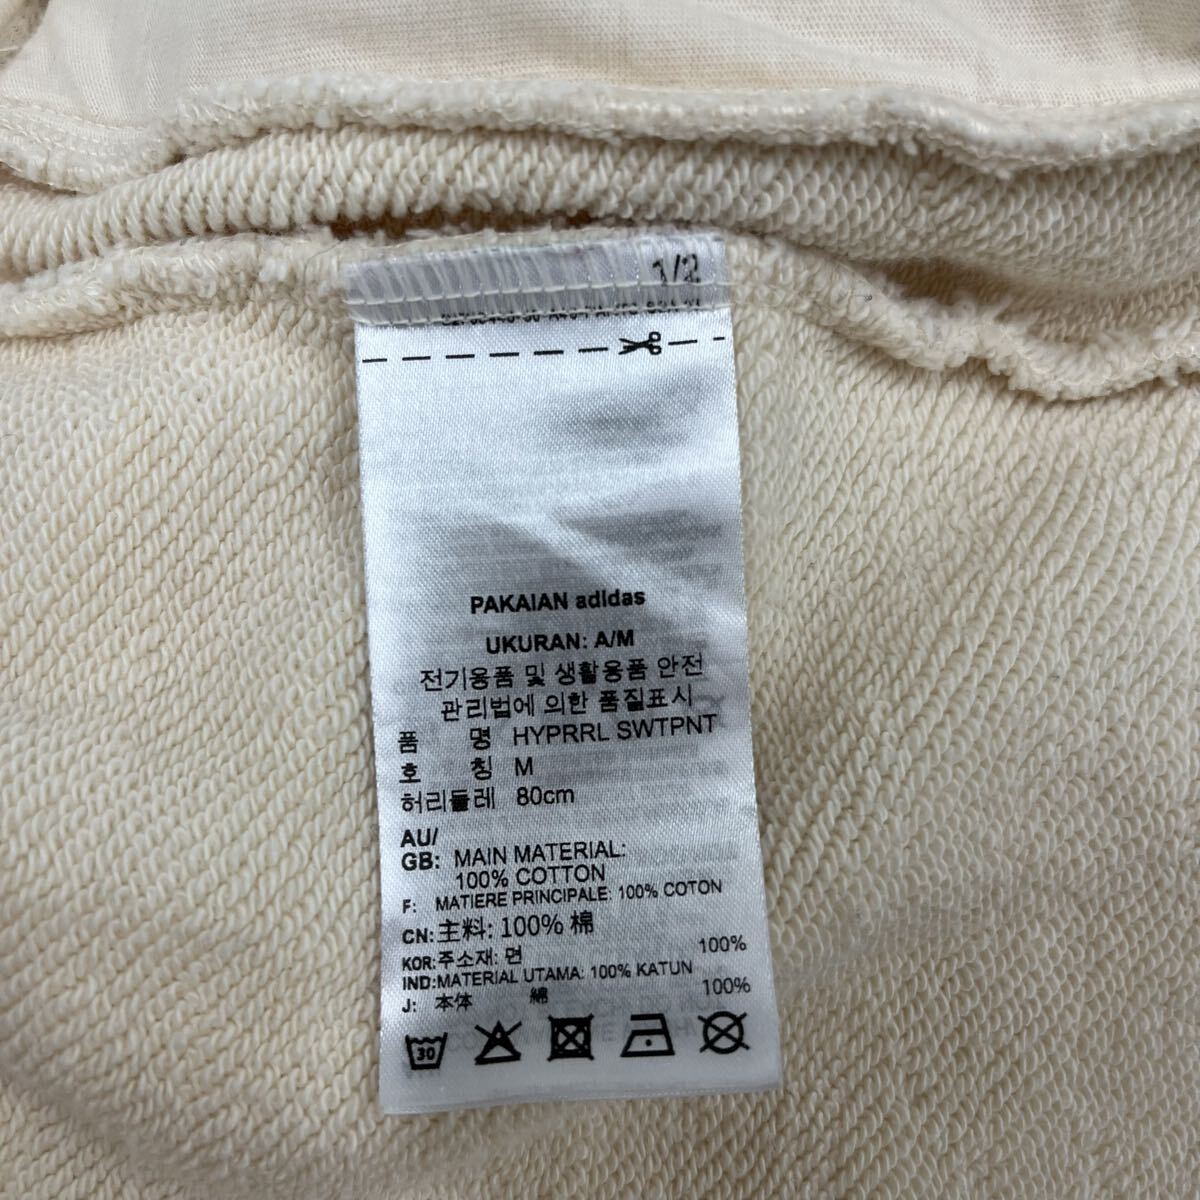 1/2
PAKAIAN adidas
UKURAN: A/M
전기용품 및 생활용품 안전
관리법에 의한 품질표시
품 명 HYPRRL SWTPNT
호 칭 M
허리둘레 80cm
AU/
GB: MAIN MATERIAL:
100% COTTON
F: MATIERE PRINCIPALE: 100% COTON
CN: 主料: 100% 棉
KOR: 주소재: 면 100%
IND: MATERIAL UTAMA: 100% KATUN
J: 本体 綿 100%
30